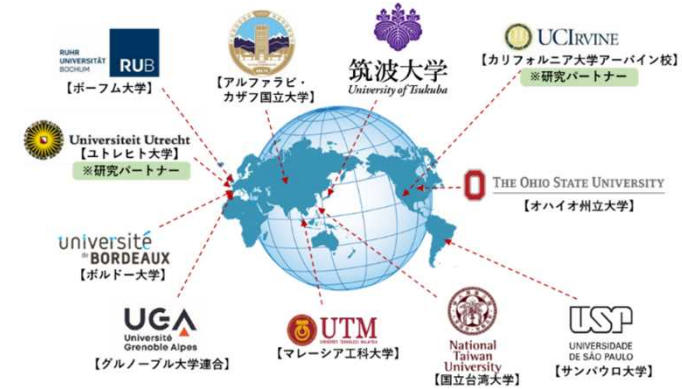 RUHR
UNIVERSITÄT
BOCHUM
RUB
【ボーフム大学】
【アルファラビ・
カザフ国立大学】
筑波大学
University of Tsukuba
UCIRVINE
【カリフォルニア大学アーバイン校】
※研究パートナー
Universiteit Utrecht
【ユトレヒト大学】
※研究パートナー
THE OHIO STATE UNIVERSITY
【オハイオ州立大学】
université
de BORDEAUX
【ボルドー大学】
UGA
Université
Grenoble Alpes
【グルノーブル大学連合】
UTM
UNIVERSITI TEKNOLOGI MALAYSIA
【マレーシア工科大学】
National
Taiwan
University
【国立台湾大学】
USP
UNIVERSIDADE
DE SÃO PAULO
【サンパウロ大学】